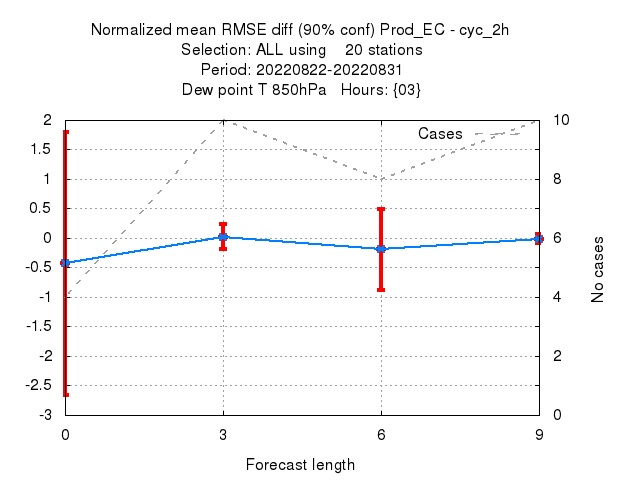 Normalized mean RMSE diff (90% conf) Prod_EC - cyc_2h
Selection: ALL using    20 stations
Period: 20220822-20220831
Dew point T 850hPa   Hours: {03}
Cases
2
1.5
1
0.5
0
-0.5
-1
-1.5
-2
-2.5
-3
10
8
6
4
2
0
No cases
0 3 6 9
Forecast length